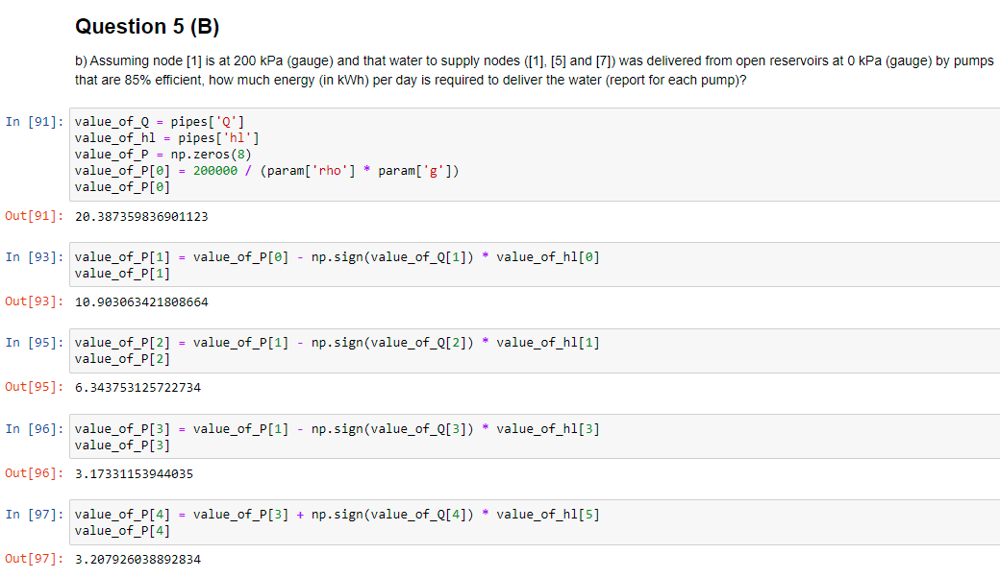 Question 5 (B)
b) Assuming node [1] is at 200 kPa (gauge) and that water to supply nodes ([1], [5] and [7]) was delivered from open reservoirs at 0 kPa (gauge) by pumps
that are 85% efficient, how much energy (in kWh) per day is required to deliver the water (report for each pump)?
In [91]: value_of_Q = pipes['Q']
value_of_hl = pipes['hl']
value_of_P = np.zeros(8)
value_of_P[0] = 200000 / (param['rho'] * param['g'])
value_of_P[0]
Out[91]: 20.387359836901123
In [93]: value_of_P[1] = value_of_P[0] - np.sign(value_of_Q[1]) * value_of_hl[0]
value_of_P[1]
Out[93]: 10.903063421808664
In [95]: value_of_P[2] = value_of_P[1] - np.sign(value_of_Q[2]) * value_of_hl[1]
value_of_P[2]
Out[95]: 6.343753125722734
In [96]: value_of_P[3] = value_of_P[1] - np.sign(value_of_Q[3]) * value_of_hl[3]
value_of_P[3]
Out[96]: 3.17331153944035
In [97]: value_of_P[4] = value_of_P[3] + np.sign(value_of_Q[4]) * value_of_hl[5]
value_of_P[4]
Out[97]: 3.207926038892834